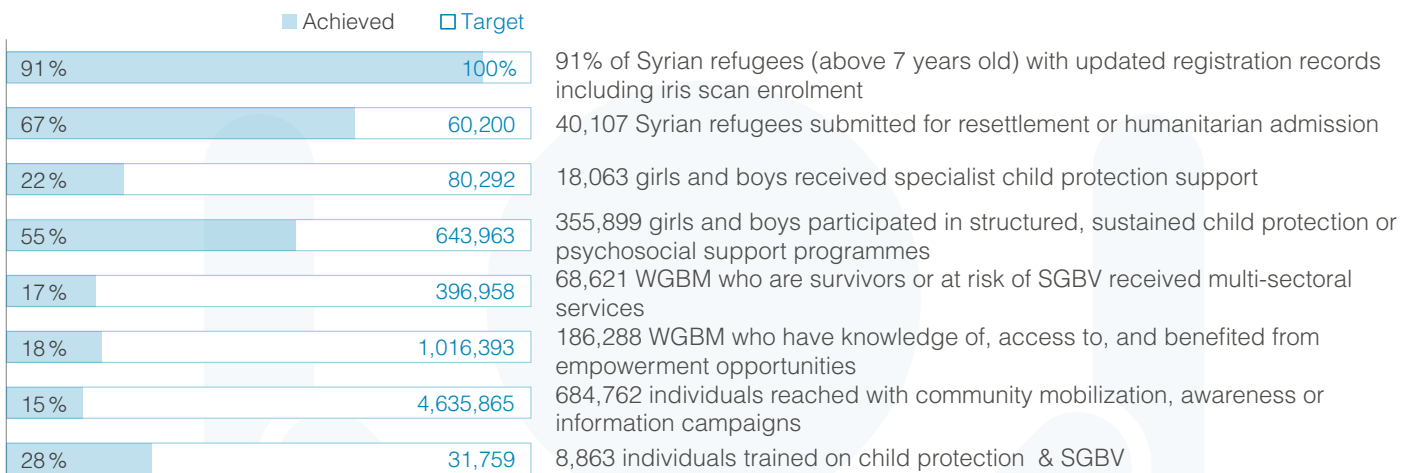 Achieved Target
91% 100% 91% of Syrian refugees (above 7 years old) with updated registration records
including iris scan enrolment
67% 60,200 40,107 Syrian refugees submitted for resettlement or humanitarian admission
22% 80,292 18,063 girls and boys received specialist child protection support
55% 643,963 355,899 girls and boys participated in structured, sustained child protection or
psychosocial support programmes
17% 396,958 68,621 WGBM who are survivors or at risk of SGBV received multi-sectoral
services
18% 1,016,393 186,288 WGBM who have knowledge of, access to, and benefited from
empowerment opportunities
15% 4,635,865 684,762 individuals reached with community mobilization, awareness or
information campaigns
28% 31,759 8,863 individuals trained on child protection & SGBV